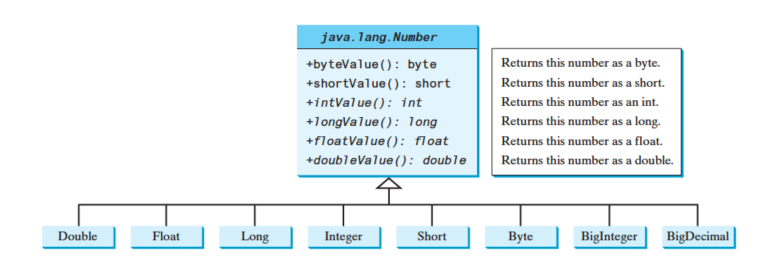 java.lang.Number
+byteValue(): byte
Returns this number as a byte.
+shortValue(): short
Returns this number as a short.
+intValue(): int
Returns this number as an int.
+longValue(): long
Returns this number as a long.
+floatValue(): float
Returns this number as a float.
+doubleValue(): double
Returns this number as a double.
Double
Float
Long
Integer
Short
Byte
BigInteger
BigDecimal